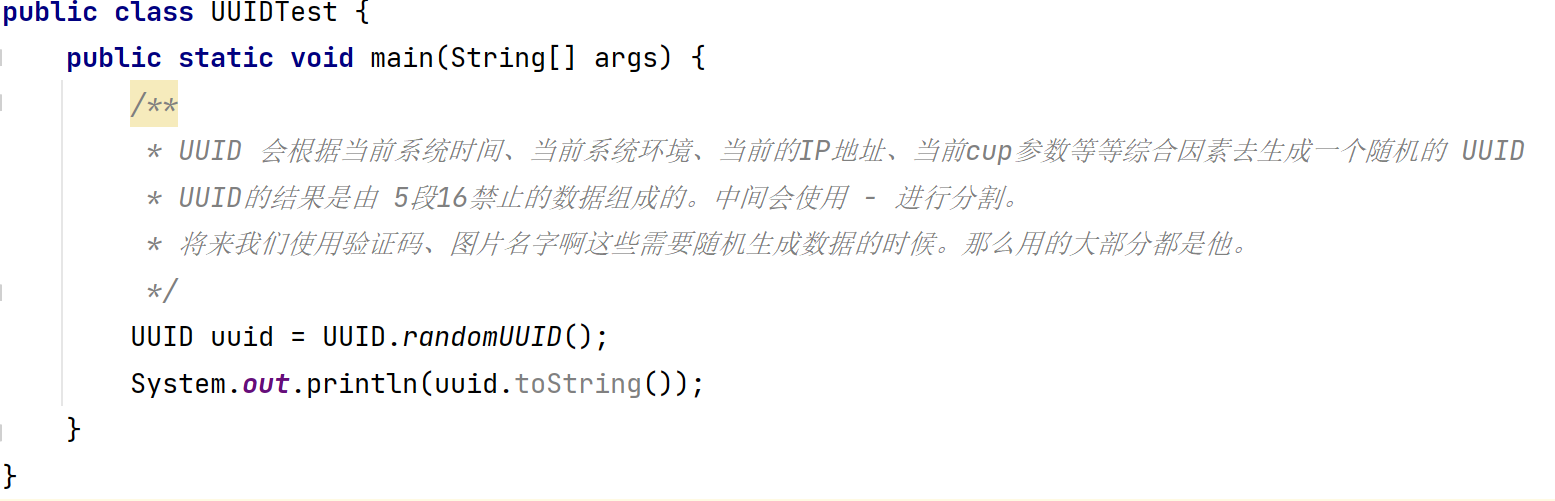 public class UUIDTest {
public static void main(String[] args) {
/**
* UUID 会根据当前系统时间、当前系统环境、当前的IP地址、当前cup参数等等综合因素去生成一个随机的 UUID
* UUID的结果是由 5段16禁止的数据组成的。中间会使用 - 进行分割。
* 将来我们使用验证码、图片名字啊这些需要随机生成数据的时候。那么用的大部分都是他。
*/
UUID uuid = UUID.randomUUID();
System.out.println(uuid.toString());
}
}